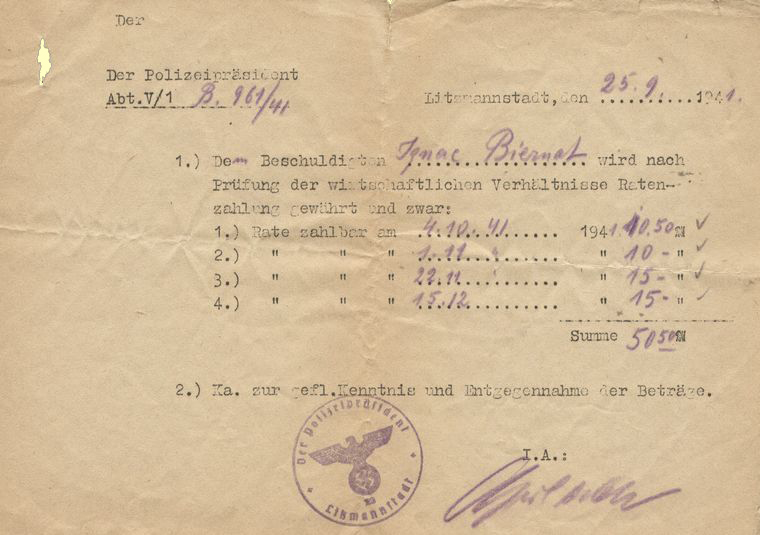 Der
Der Polizeipräsident
Abt.V/1 B. 961/41
Litzmannstadt, den 25.9. 1941.
1.) Dem Beschuldigten Ignac Biernat wird nach
Prüfung der wirtschaftlichen Verhältnisse Raten-
zahlung gewährt und zwar:
1.) Rate zahlbar am 4.10.41. 1941. 10.50 RM ✓
2.) " " " 1.11 " " 10 - " ✓
3.) " " " 22.11 " " 15 - " ✓
4.) " " " 15.12 " 15 - " ✓
Summe 50 50 RM
2.) Ka. zur gefl.Kenntnis und Entgegennahme der Beträge.
Der Polizeipräsident
Litzmannstadt
I.A.: